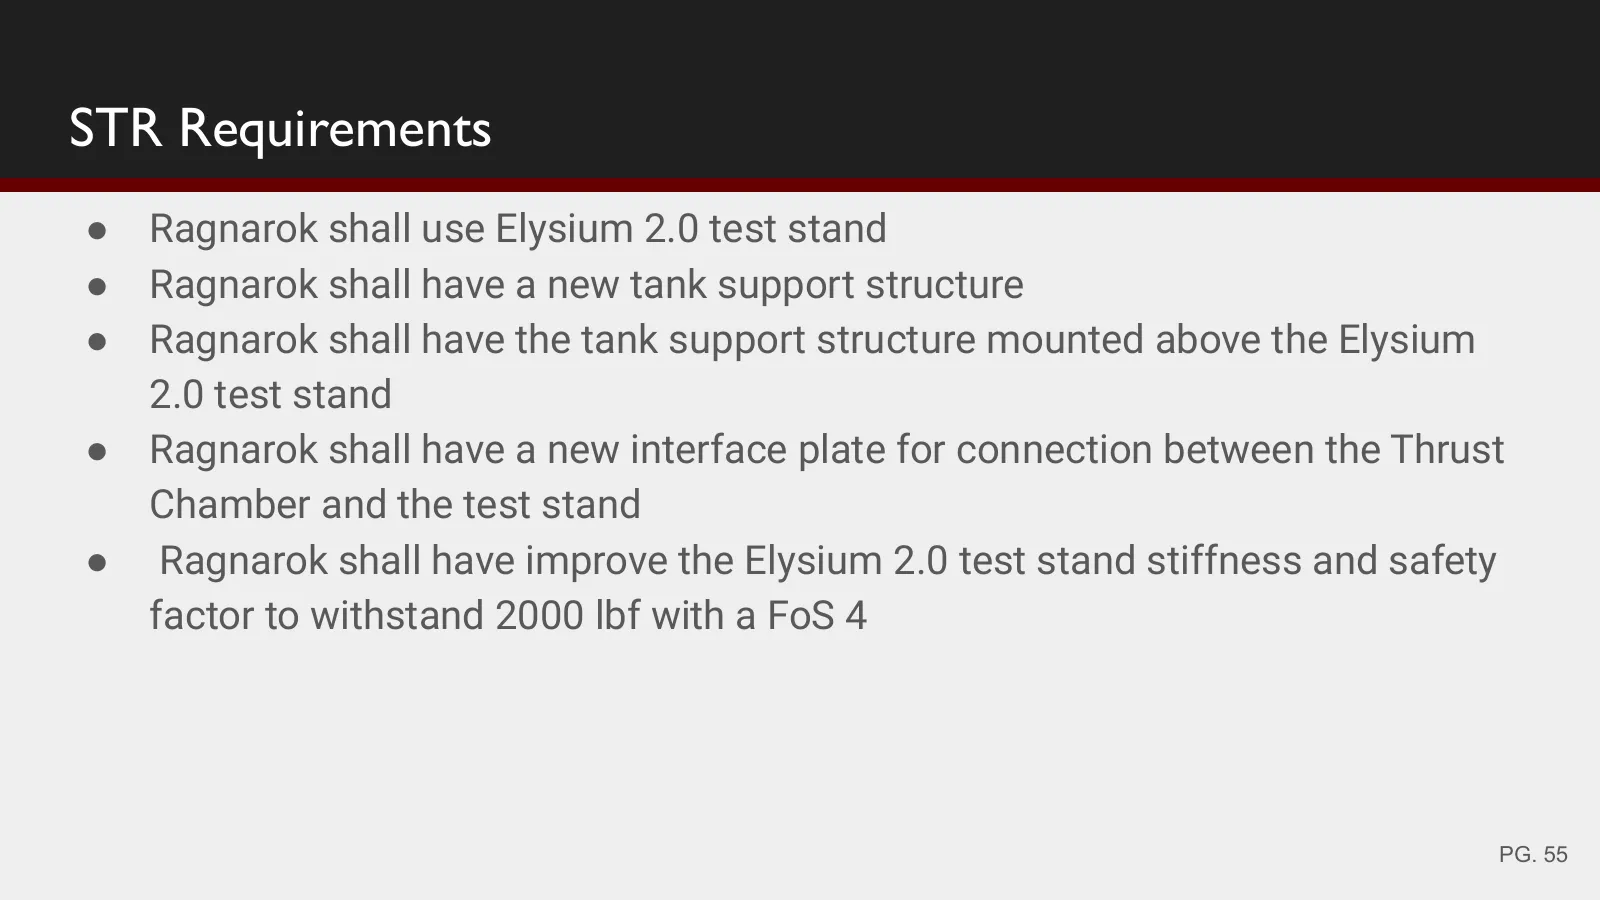 STR Requirements
● Ragnarok shall use Elysium 2.0 test stand
● Ragnarok shall have a new tank support structure
● Ragnarok shall have the tank support structure mounted above the Elysium
2.0 test stand
● Ragnarok shall have a new interface plate for connection between the Thrust
Chamber and the test stand
● Ragnarok shall have improve the Elysium 2.0 test stand stiffness and safety
factor to withstand 2000 lbf with a FoS 4
PG. 55